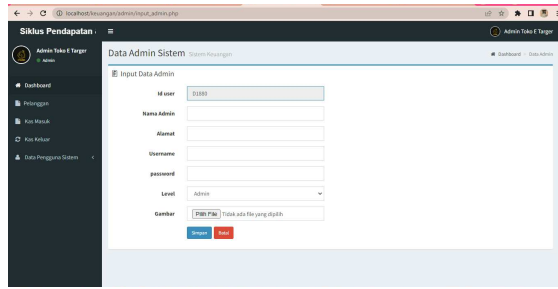 localhost/keuangan/admin/input_admin.php
Siklus Pendapatan
Admin Toko E Targer
Admin Toko E Targer
Admin
Data Admin Sistem Sistem Keuangan
Dashboard > Data Admin
Input Data Admin
Dashboard
Pelanggan
Kas Masuk
Kas Keluar
Data Pengguna Sistem
Id user
Nama Admin
Alamat
Username
password
Level Admin
Gambar Pilih File Tidak ada file yang dipilih
Simpan Batal